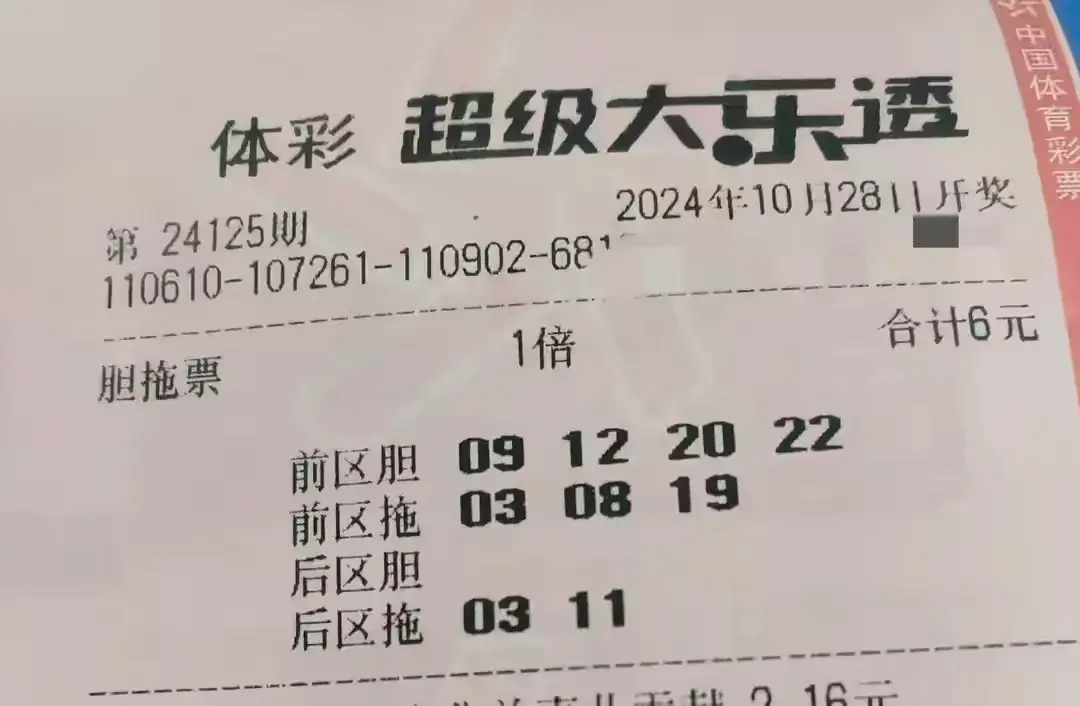 体彩 超级大乐透
第 24125期 2024年10月28日开奖
110610-107261-110902-681
胆拖票 1倍 合计6元
前区胆 09 12 20 22
前区拖 03 08 19
后区胆
后区拖 03 11
2.16元
中国体育彩票